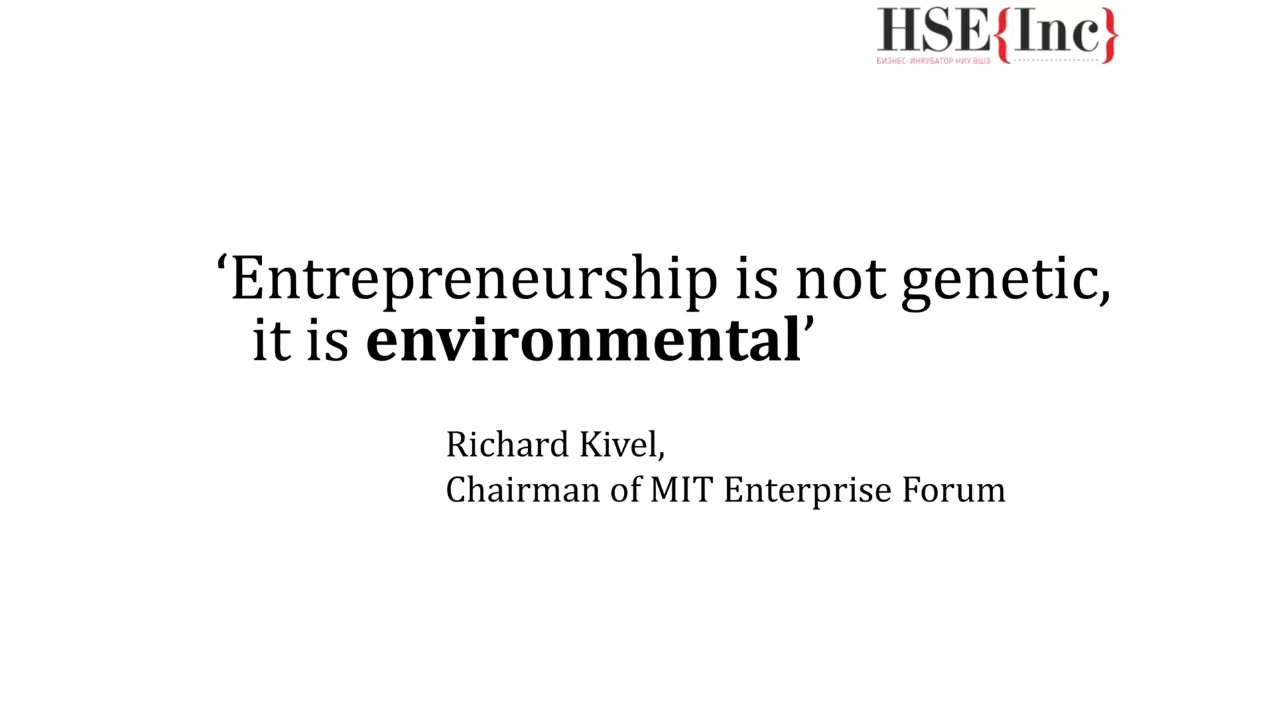 HSE{Inc}
БИЗНЕС-ИНКУБАТОР НИУ ВШЭ
‘Entrepreneurship is not genetic,
it is environmental’
Richard Kivel,
Chairman of MIT Enterprise Forum